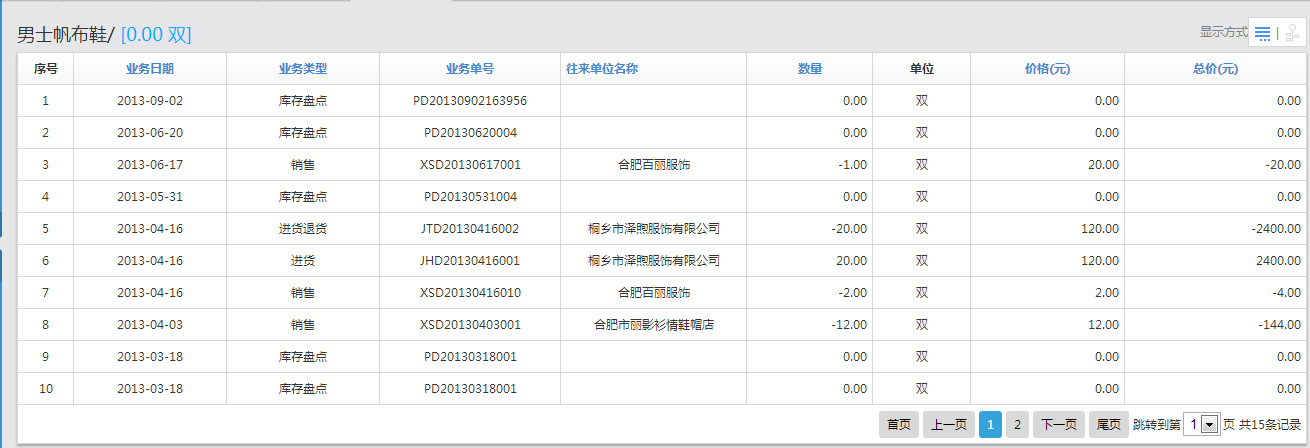 男士帆布鞋/ [0.00 双]
显示方式
序号 业务日期 业务类型 业务单号 往来单位名称 数量 单位 价格(元) 总价(元)
1 2013-09-02 库存盘点 PD20130902163956 0.00 双 0.00 0.00
2 2013-06-20 库存盘点 PD20130620004 0.00 双 0.00 0.00
3 2013-06-17 销售 XSD20130617001 合肥百丽服饰 -1.00 双 20.00 -20.00
4 2013-05-31 库存盘点 PD20130531004 0.00 双 0.00 0.00
5 2013-04-16 进货退货 JTD20130416002 桐乡市泽煦服饰有限公司 -20.00 双 120.00 -2400.00
6 2013-04-16 进货 JHD20130416001 桐乡市泽煦服饰有限公司 20.00 双 120.00 2400.00
7 2013-04-16 销售 XSD20130416010 合肥百丽服饰 -2.00 双 2.00 -4.00
8 2013-04-03 销售 XSD20130403001 合肥市丽影衫情鞋帽店 -12.00 双 12.00 -144.00
9 2013-03-18 库存盘点 PD20130318001 0.00 双 0.00 0.00
10 2013-03-18 库存盘点 PD20130318001 0.00 双 0.00 0.00
首页 上一页 1 2 下一页 尾页 跳转到第 1 页 共15条记录